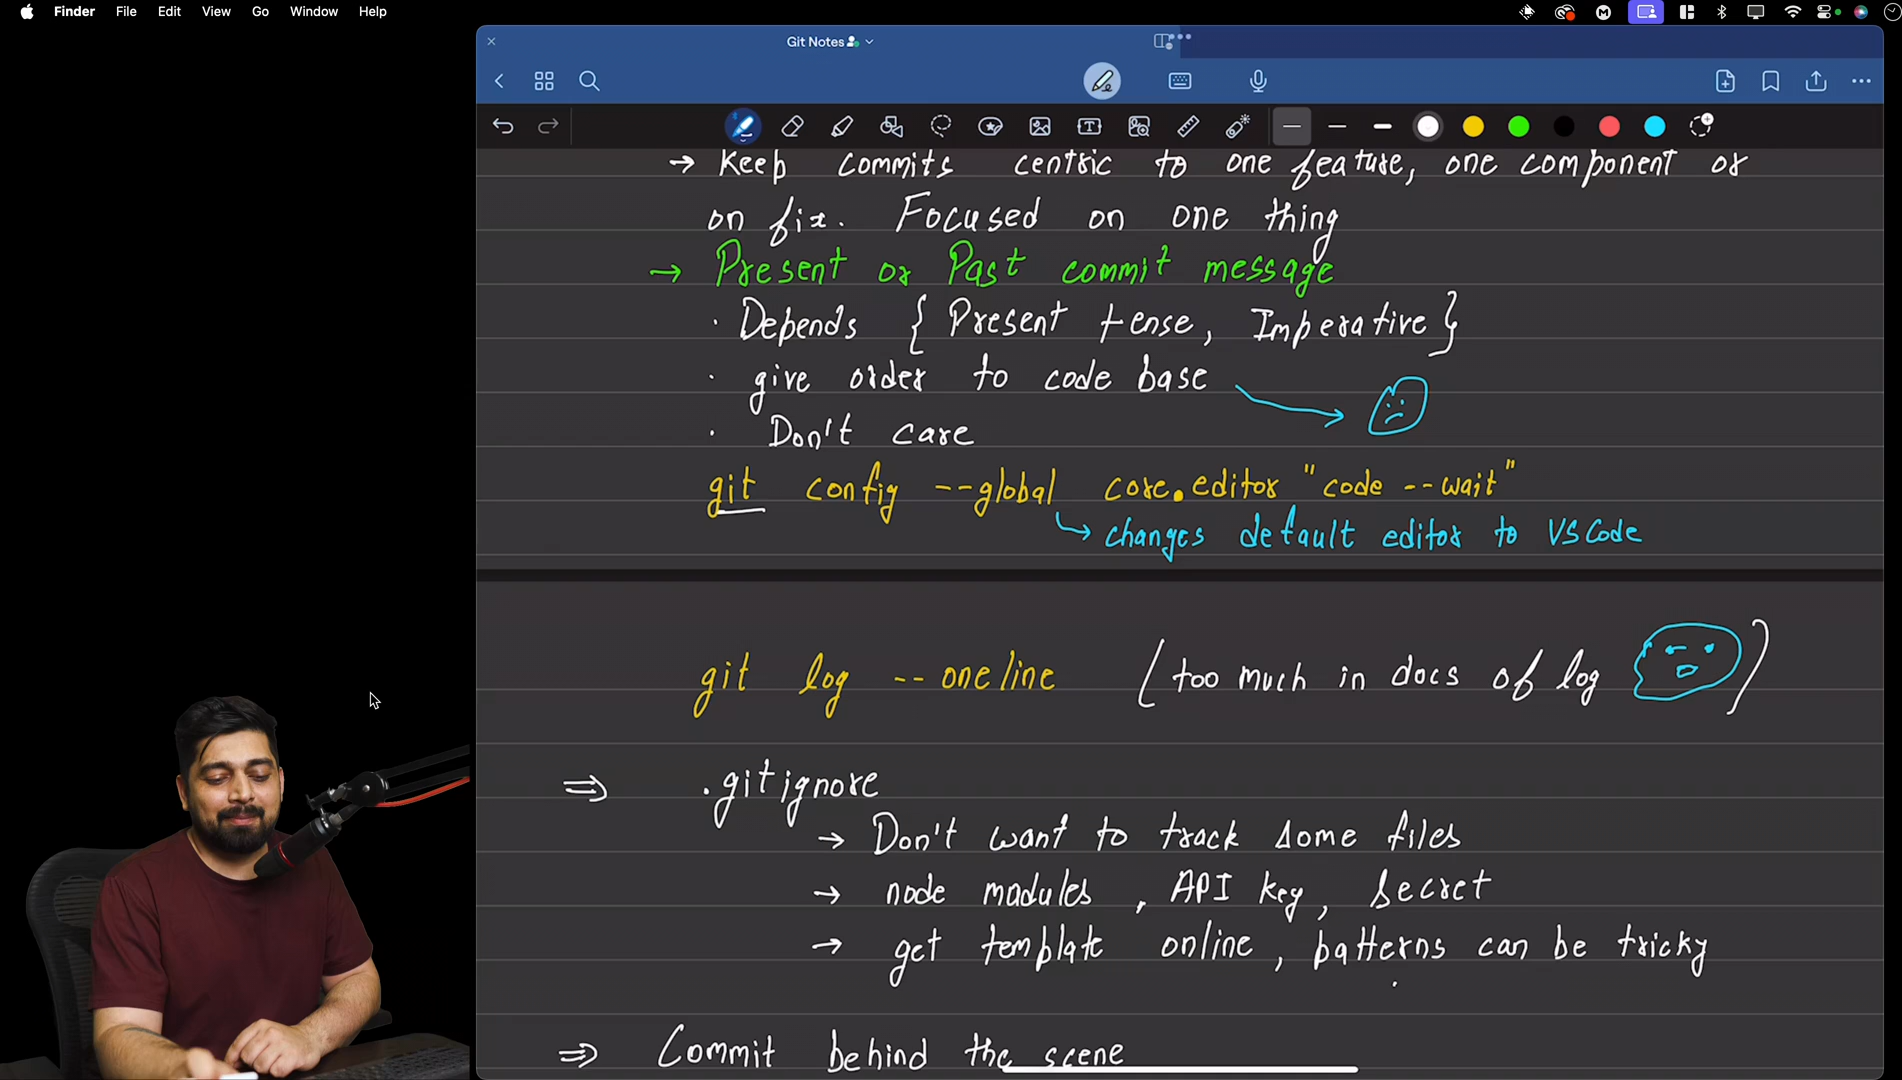 Finder File Edit View Go Window Help
Git Notes
→ Keep commits centric to one feature, one component or
on fix. Focused on one thing
→ Present or Past commit message
· Depends { Present tense, Imperative }
· give order to code base
· Don't care
git config --global core.editor "code --wait"
↳ changes default editor to VSCode
git log --oneline (too much in docs of log )
⇒ .gitignore
→ Don't want to track some files
→ node modules, API key, secret
→ get template online, patterns can be tricky
⇒ Commit behind the scene